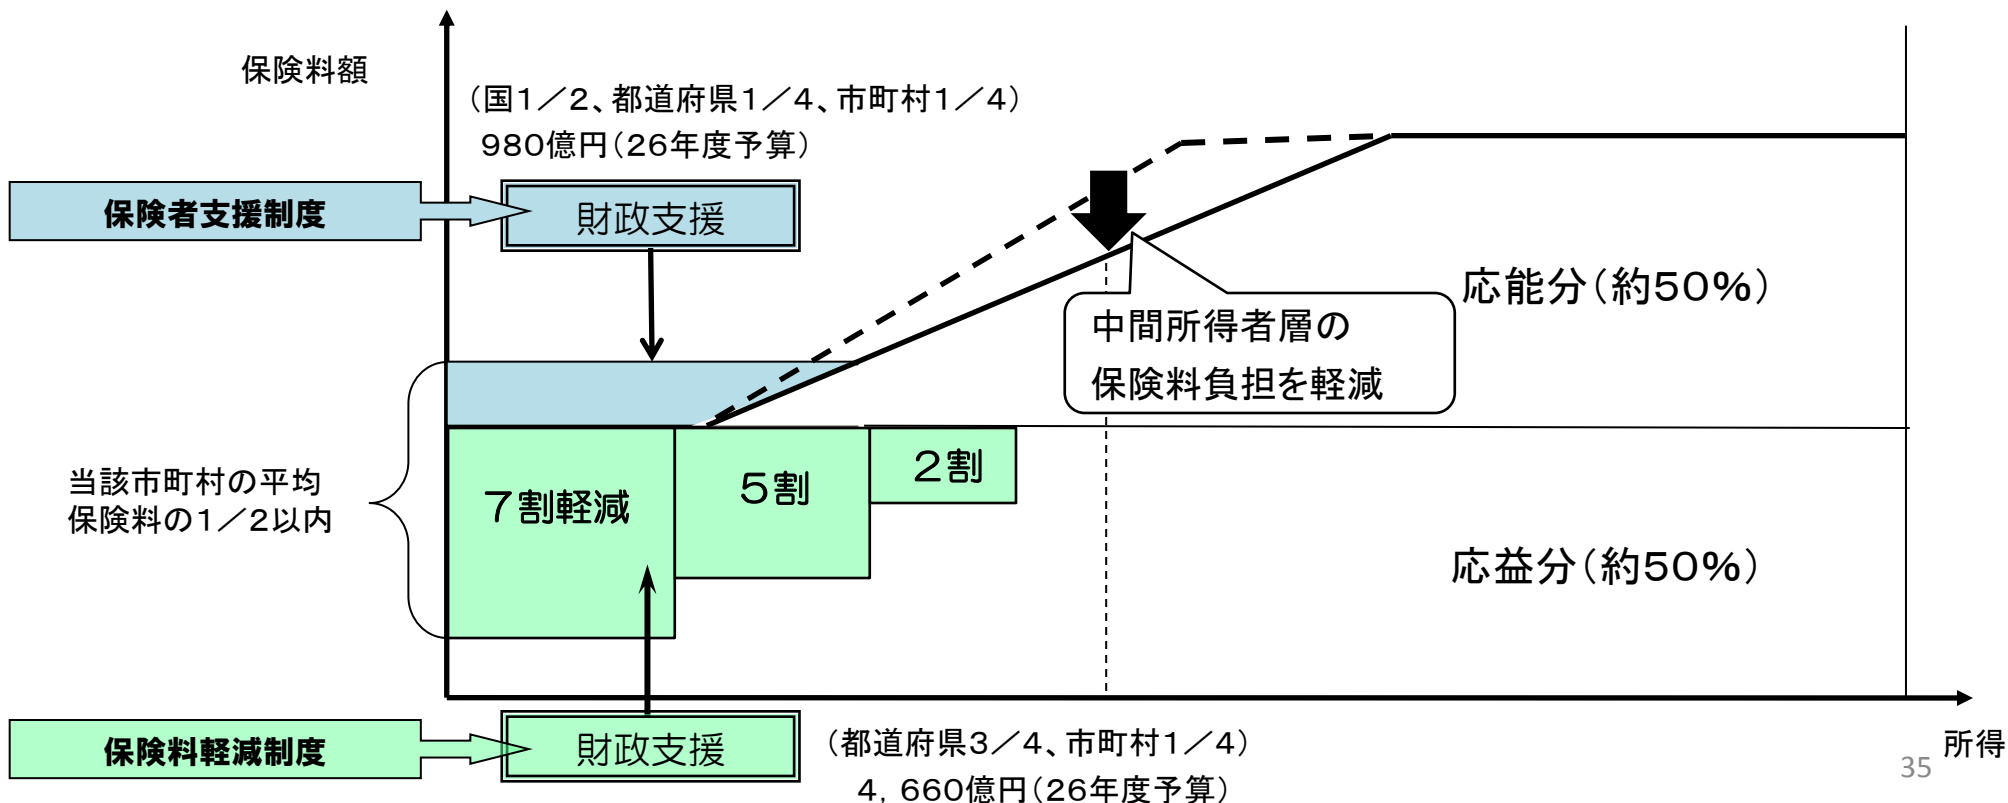 保険料額
（国１／２、都道府県１／４、市町村１／４）
９８０億円（２６年度予算）
保険者支援制度
財政支援
応能分（約５０％）
中間所得者層の
保険料負担を軽減
当該市町村の平均
保険料の１／２以内
７割軽減
５割
２割
応益分（約５０％）
保険料軽減制度
財政支援
（都道府県３／４、市町村１／４）
４，６６０億円（２６年度予算）
所得
35